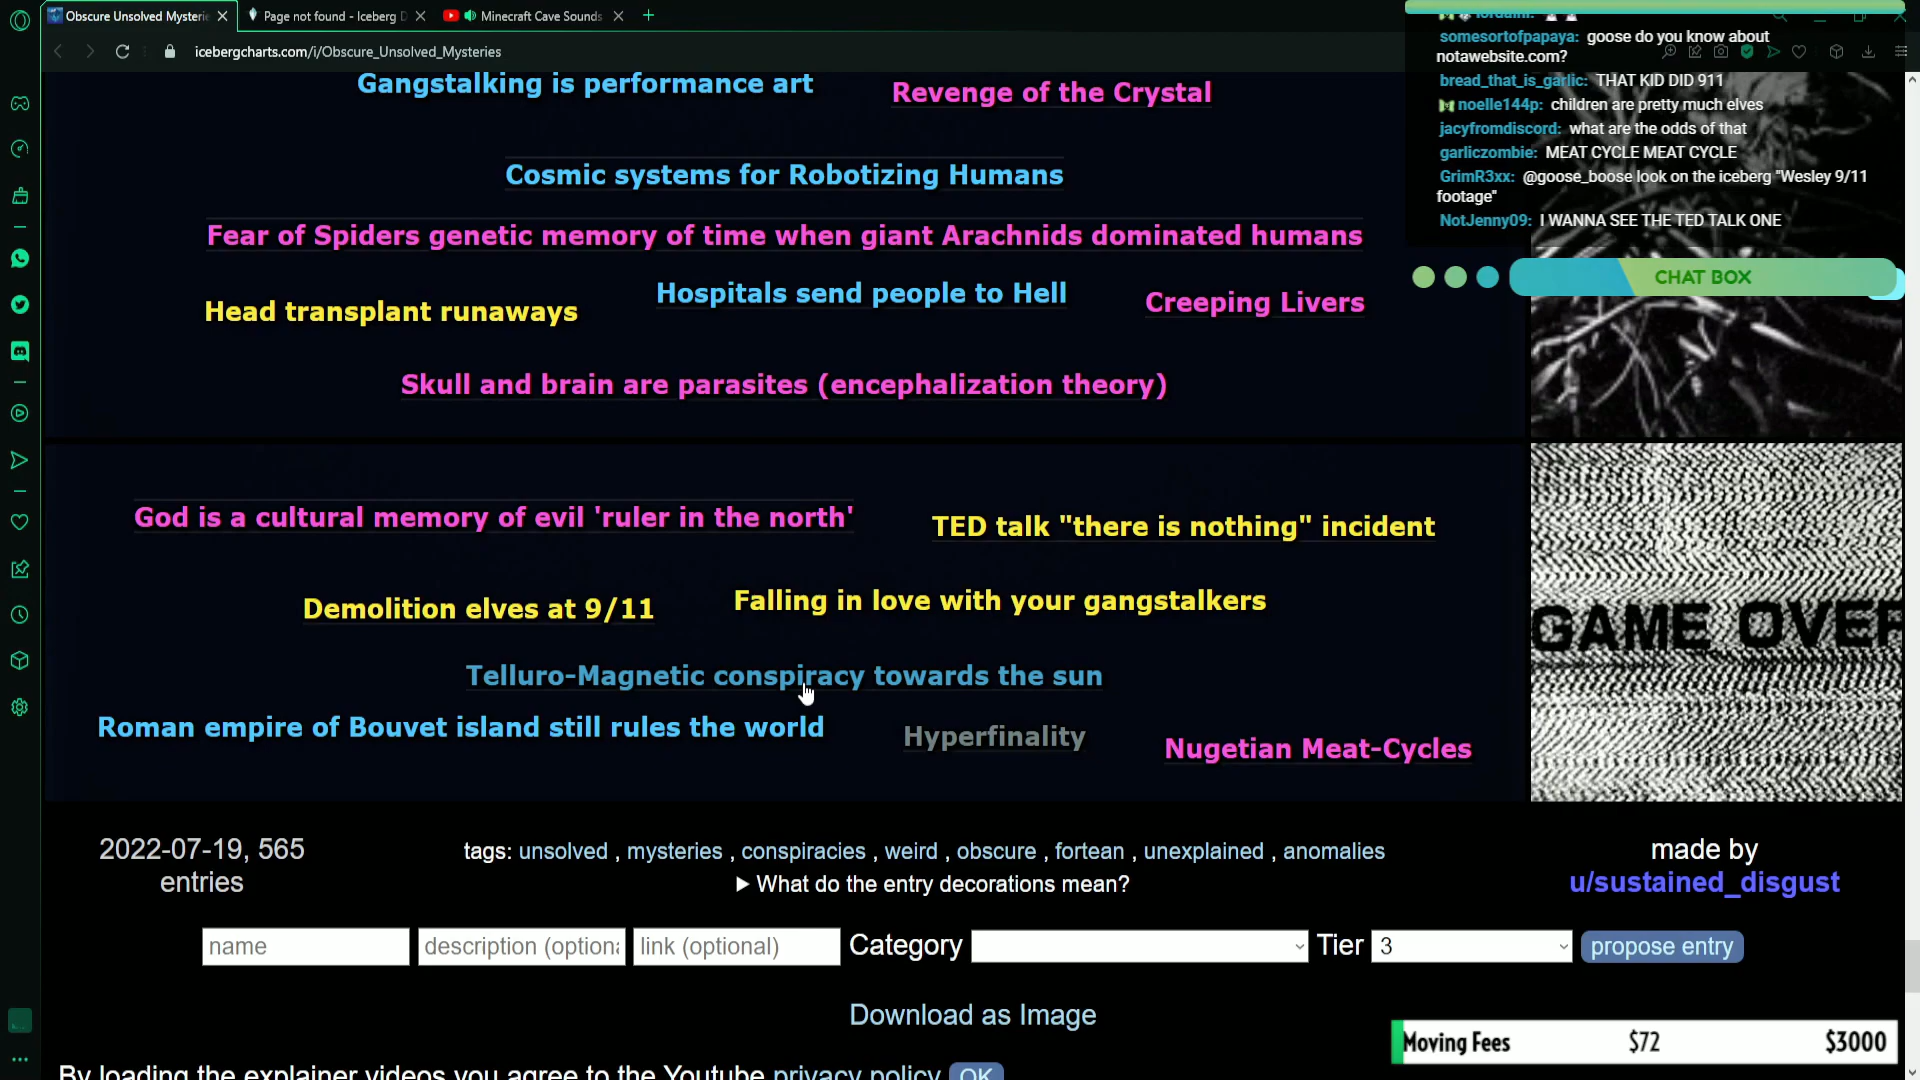 Obscure Unsolved Mysterie
Page not found - Iceberg D
Minecraft Cave Sounds
icebergcharts.com/i/Obscure_Unsolved_Mysteries
somesortofpapaya: goose do you know about
notawebsite.com?
bread_that_is_garlic: THAT KID DID 911
noelle144p: children are pretty much elves
jacyfromdiscord: what are the odds of that
garliczombie: MEAT CYCLE MEAT CYCLE
GrimR3xx: @goose_boose look on the iceberg "Wesley 9/11
footage"
NotJenny09: I WANNA SEE THE TED TALK ONE
CHAT BOX
Gangstalking is performance art
Revenge of the Crystal
Cosmic systems for Robotizing Humans
Fear of Spiders genetic memory of time when giant Arachnids dominated humans
Head transplant runaways
Hospitals send people to Hell
Creeping Livers
Skull and brain are parasites (encephalization theory)
God is a cultural memory of evil 'ruler in the north'
TED talk "there is nothing" incident
Demolition elves at 9/11
Falling in love with your gangstalkers
GAME OVER
Telluro-Magnetic conspiracy towards the sun
Roman empire of Bouvet island still rules the world
Hyperfinality
Nugetian Meat-Cycles
2022-07-19, 565
entries
tags: unsolved , mysteries , conspiracies , weird , obscure , fortean , unexplained , anomalies
What do the entry decorations mean?
made by
u/sustained_disgust
name
description (optiona
link (optional)
Category
Tier 3
propose entry
Download as Image
Moving Fees $72 $3000
By loading the explainer videos you agree to the Youtube privacy policy OK